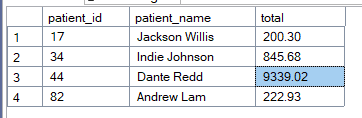 patient_id patient_name total
1 17 Jackson Willis 200.30
2 34 Indie Johnson 845.68
3 44 Dante Redd 9339.02
4 82 Andrew Lam 222.93